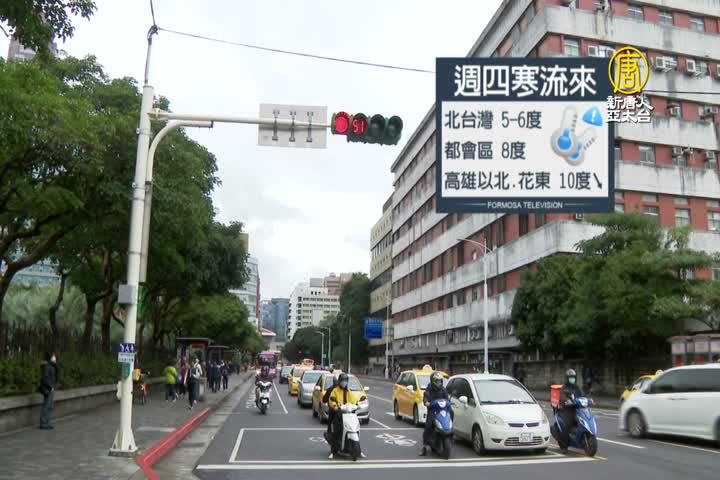 週四寒流來
北台灣 5-6度
都會區 8度
高雄以北.花東 10度↘
FORMOSA TELEVISION
唐
新唐人
亞太台
51